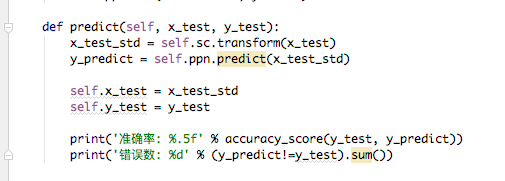 def predict(self, x_test, y_test):
x_test_std = self.sc.transform(x_test)
y_predict = self.ppn.predict(x_test_std)
self.x_test = x_test_std
self.y_test = y_test
print('准确率: %.5f' % accuracy_score(y_test, y_predict))
print('错误数: %d' % (y_predict!=y_test).sum())